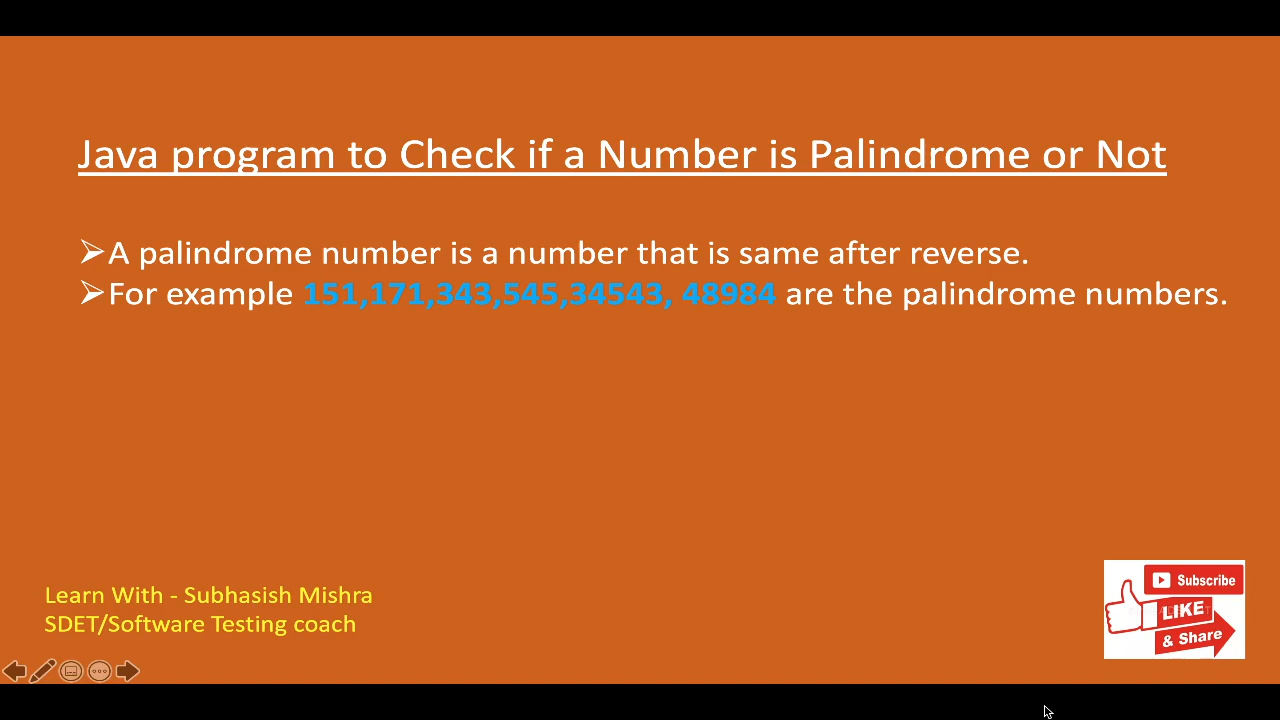 Java program to Check if a Number is Palindrome or Not
➢A palindrome number is a number that is same after reverse.
➢For example 151,171,343,545,34543, 48984 are the palindrome numbers.
Learn With - Subhasish Mishra
SDET/Software Testing coach
Subscribe
LIKE
& Share